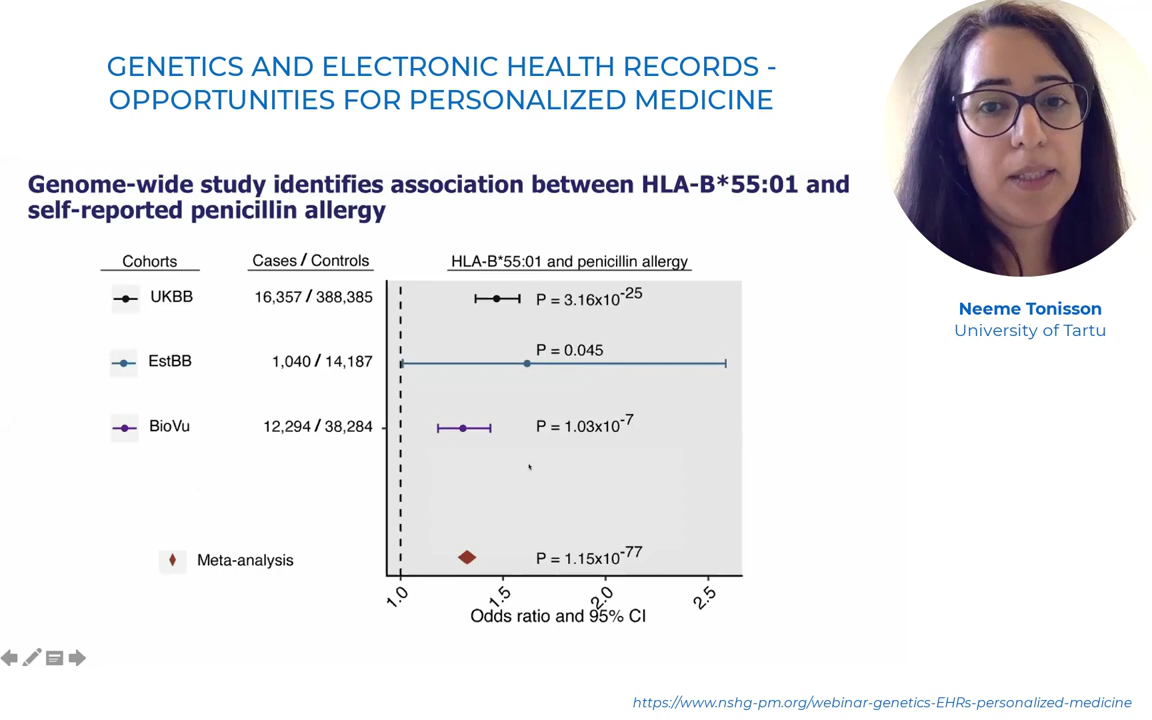 GENETICS AND ELECTRONIC HEALTH RECORDS -
OPPORTUNITIES FOR PERSONALIZED MEDICINE
Genome-wide study identifies association between HLA-B*55:01 and
self-reported penicillin allergy
Cohorts Cases / Controls HLA-B*55:01 and penicillin allergy
UKBB 16,357 / 388,385 P = 3.16x10-25
EstBB 1,040 / 14,187 P = 0.045
BioVu 12,294 / 38,284 P = 1.03x10-7
Meta-analysis P = 1.15x10-77
1.0 1.5 2.0 2.5
Odds ratio and 95% CI
Neeme Tonisson
University of Tartu
https://www.nshg-pm.org/webinar-genetics-EHRs-personalized-medicine